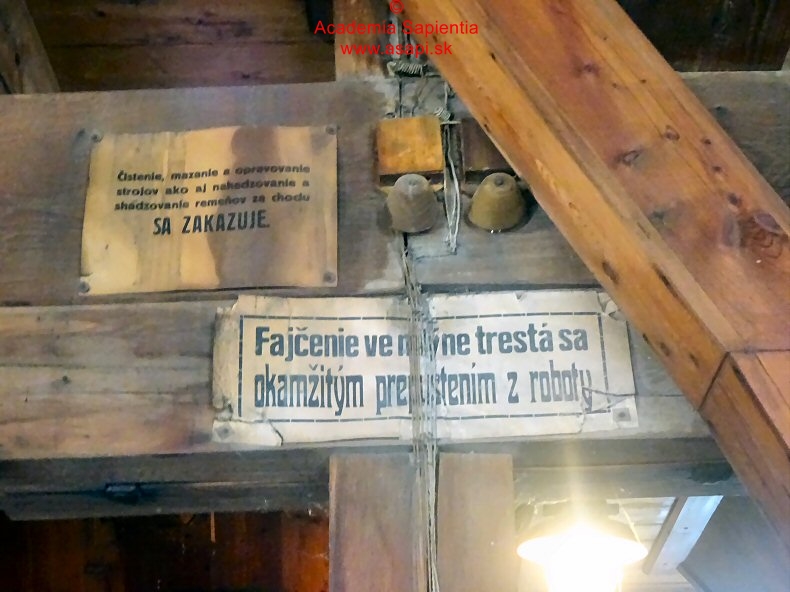 ©
Academia Sapientia
www.asapi.sk
Čistenie, mazanie a opravovanie
strojov ako aj nahadzovanie a
shadzovanie remeňov za chodu
SA ZAKAZUJE.
Fajčenie ve mlýne trestá sa
okamžitým prepustením z roboty